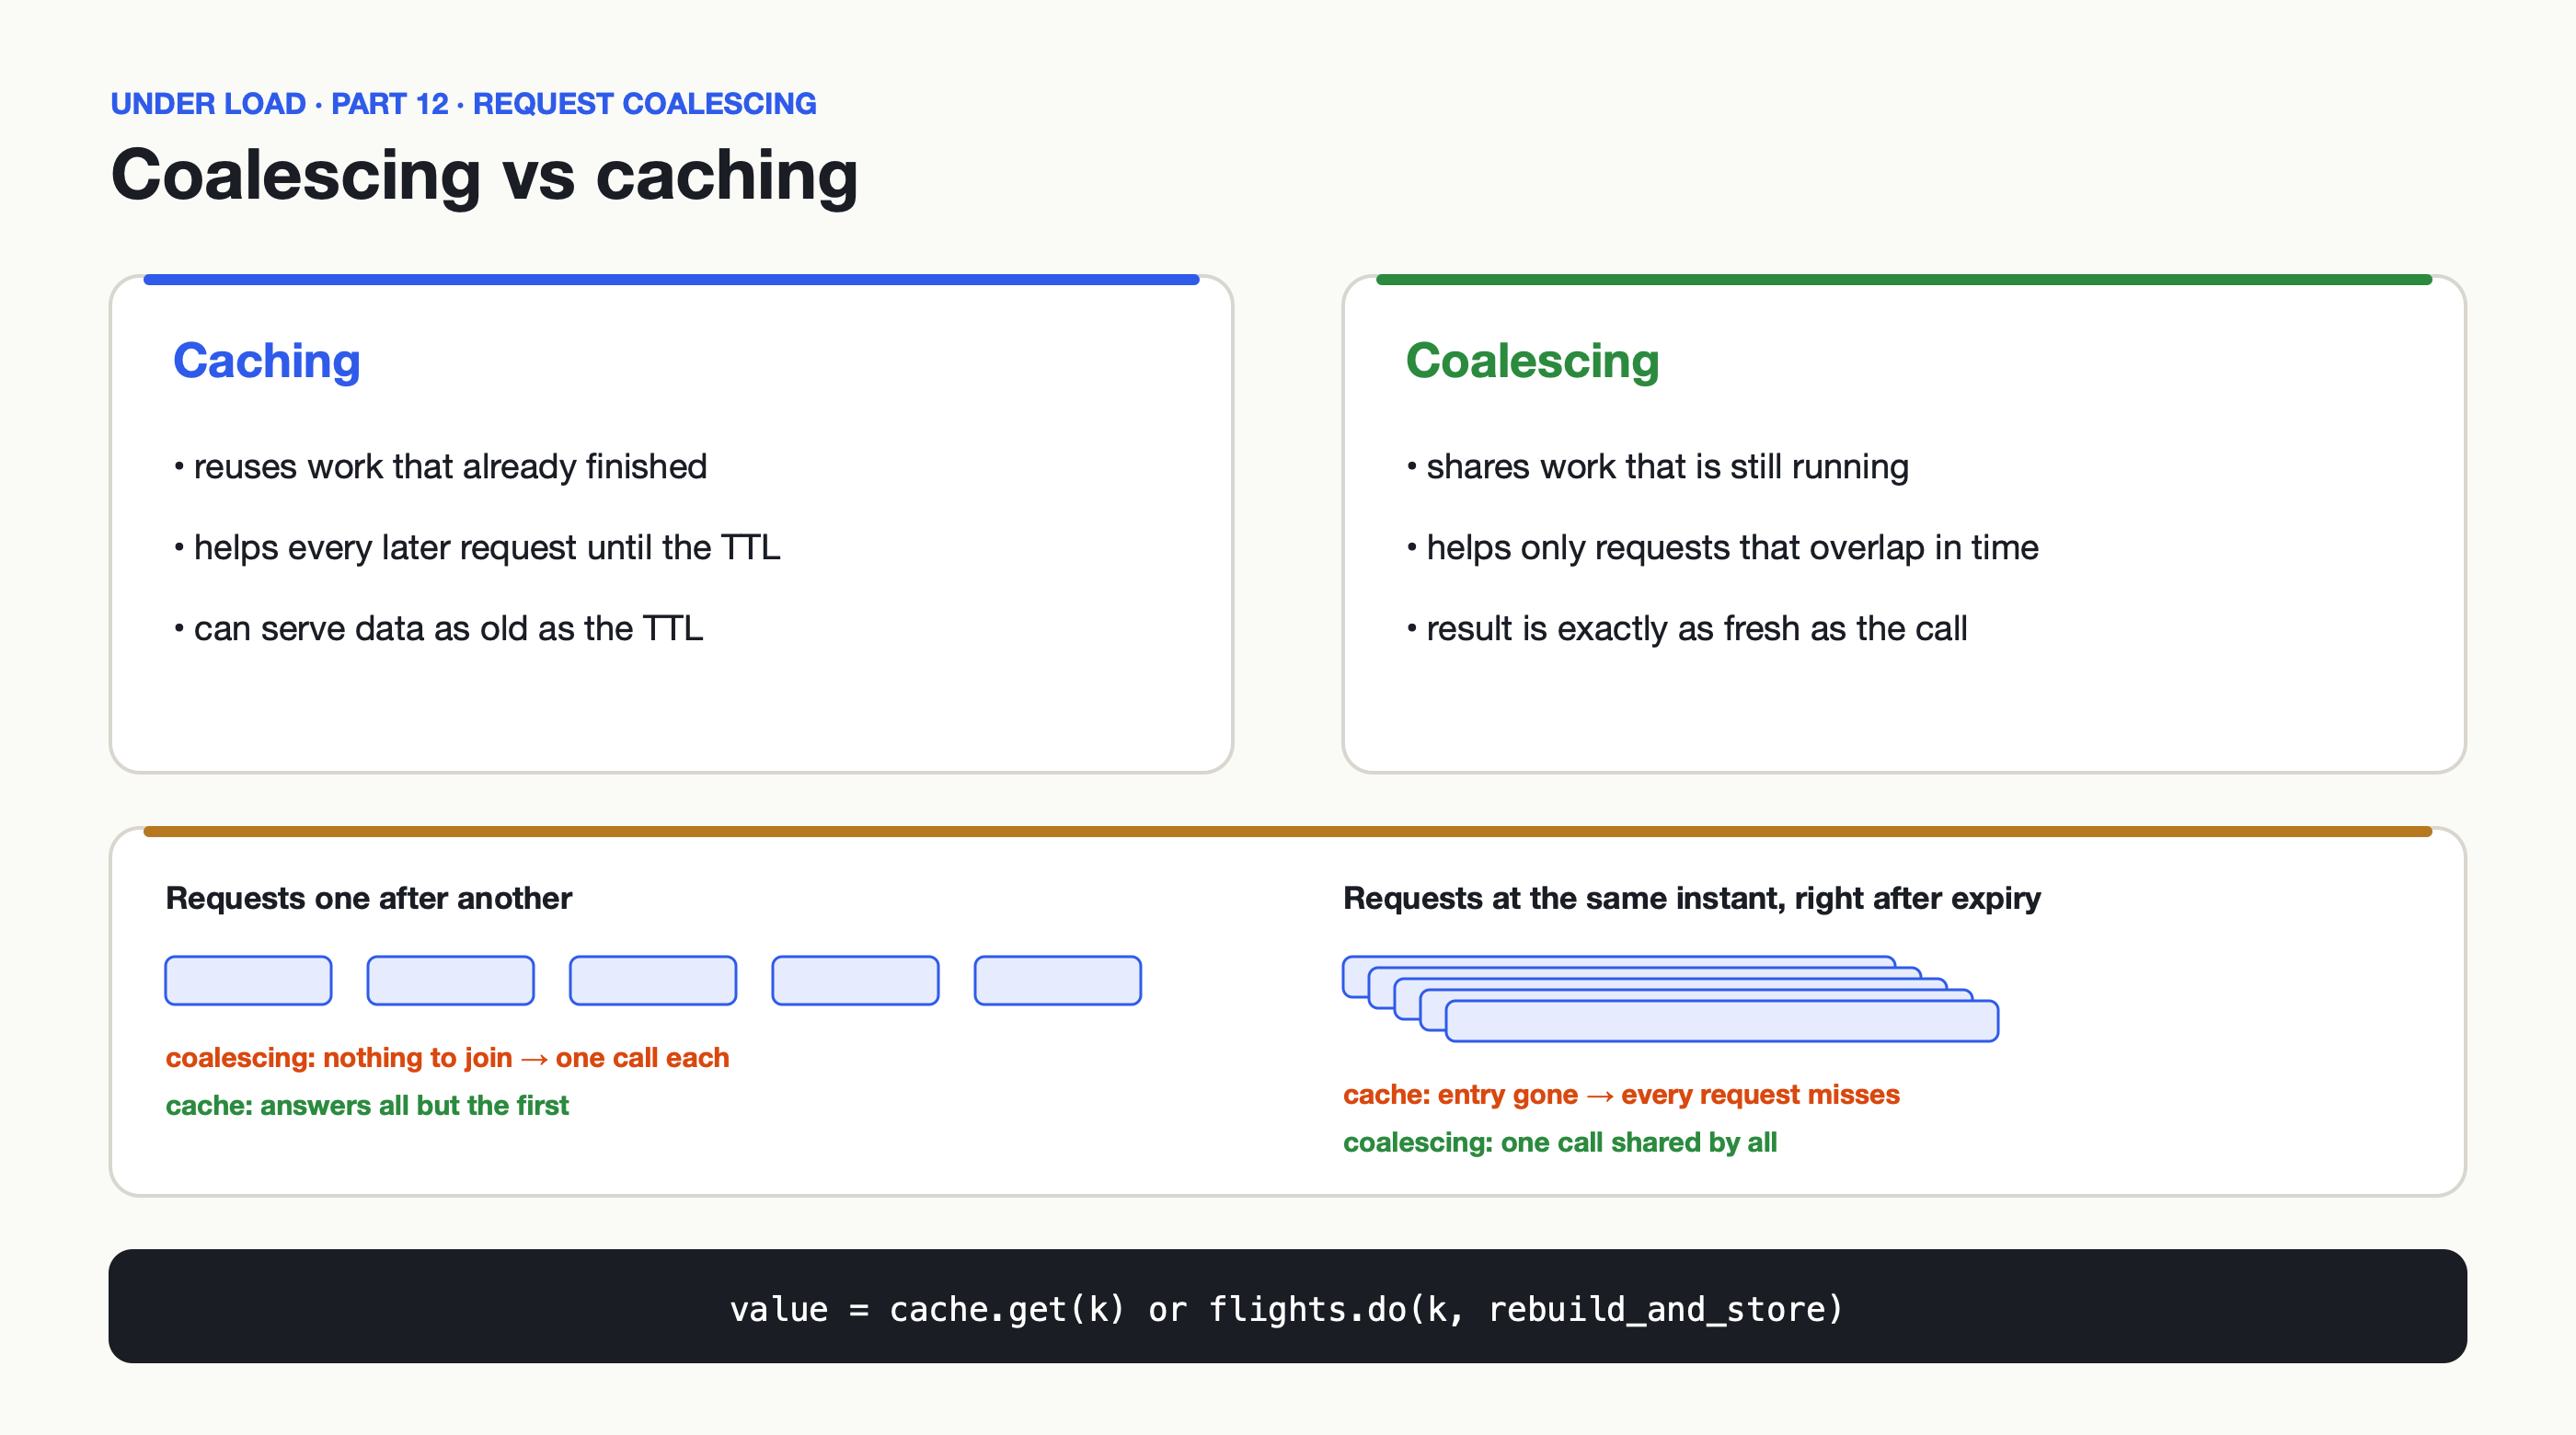 UNDER LOAD · PART 12 · REQUEST COALESCING
Coalescing vs caching
Caching
• reuses work that already finished
• helps every later request until the TTL
• can serve data as old as the TTL
Coalescing
• shares work that is still running
• helps only requests that overlap in time
• result is exactly as fresh as the call
Requests one after another
coalescing: nothing to join → one call each
cache: answers all but the first
Requests at the same instant, right after expiry
cache: entry gone → every request misses
coalescing: one call shared by all
value = cache.get(k) or flights.do(k, rebuild_and_store)